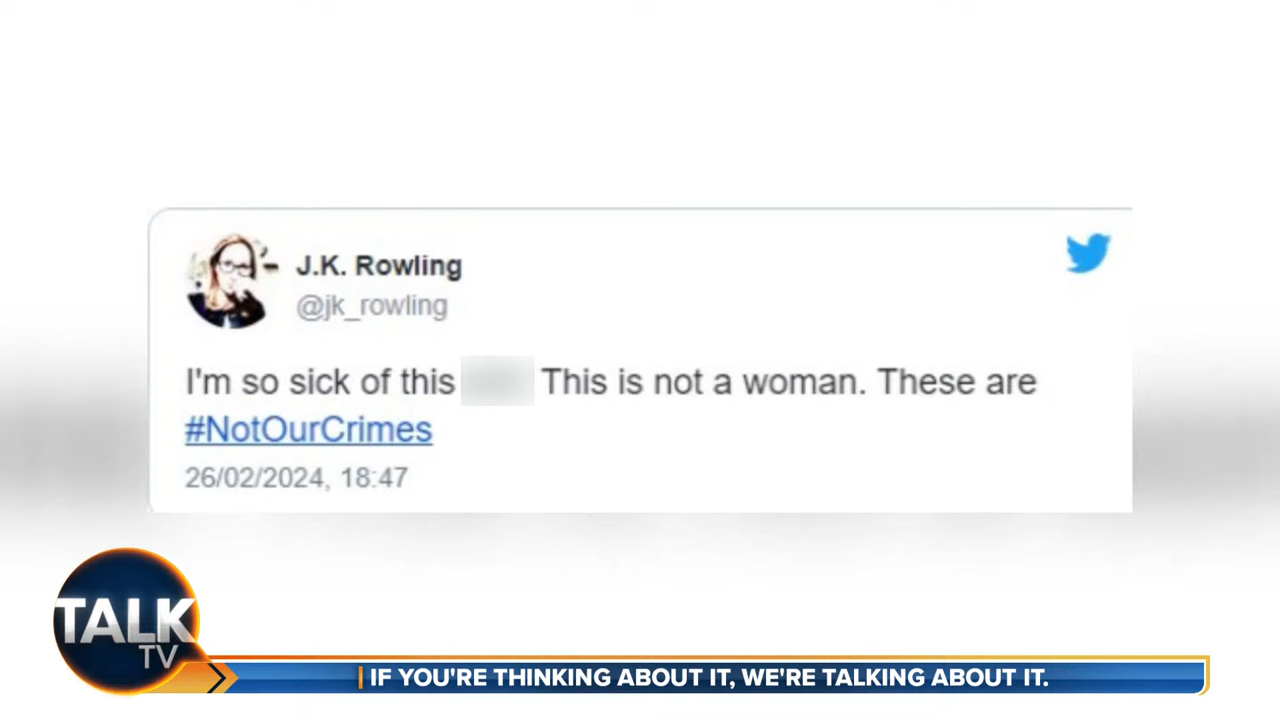 J.K. Rowling
@jk_rowling
I'm so sick of this This is not a woman. These are
#NotOurCrimes
26/02/2024, 18:47
TALK
TV
IF YOU'RE THINKING ABOUT IT, WE'RE TALKING ABOUT IT.